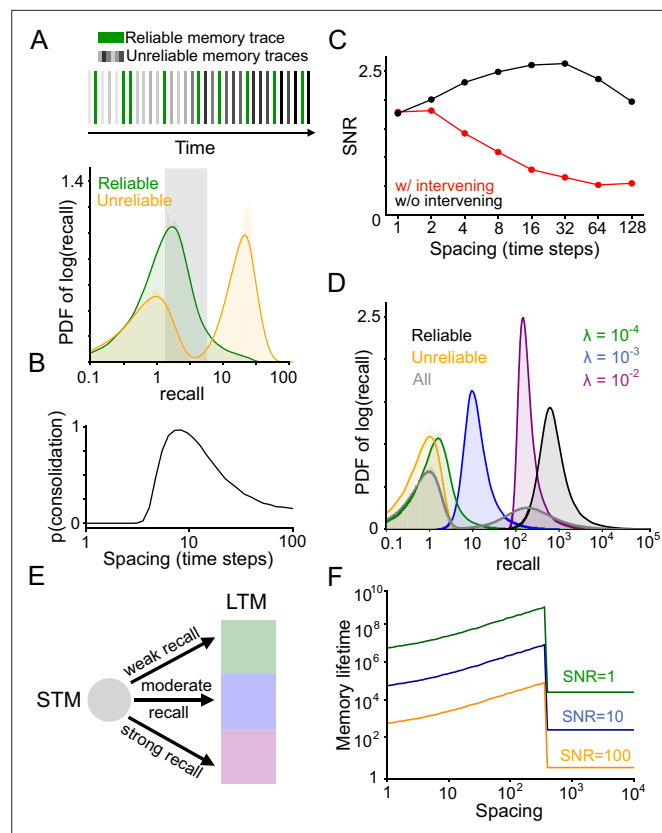 A
Reliable memory trace
Unreliable memory traces
Time
1.4
Reliable
Unreliable
PDF of log(recall)
0.1 1 10 100
recall
B
1
p(consolidation)
0
1 10 100
Spacing (time steps)
C
2.5
SNR
w/ intervening
w/o intervening
0
1 2 4 8 16 32 64 128
Spacing (time steps)
D
2.5
Reliable
Unreliable
All
λ = 10⁻⁴
λ = 10⁻³
λ = 10⁻²
PDF of log(recall)
0
0.1 1 10 10² 10³ 10⁴ 10⁵
recall
E
LTM
STM
weak recall
moderate
recall
strong recall
F
10¹⁰
10⁸
10⁶
10⁴
10²
1
Memory lifetime
SNR=1
SNR=10
SNR=100
1 10 10² 10³ 10⁴
Spacing